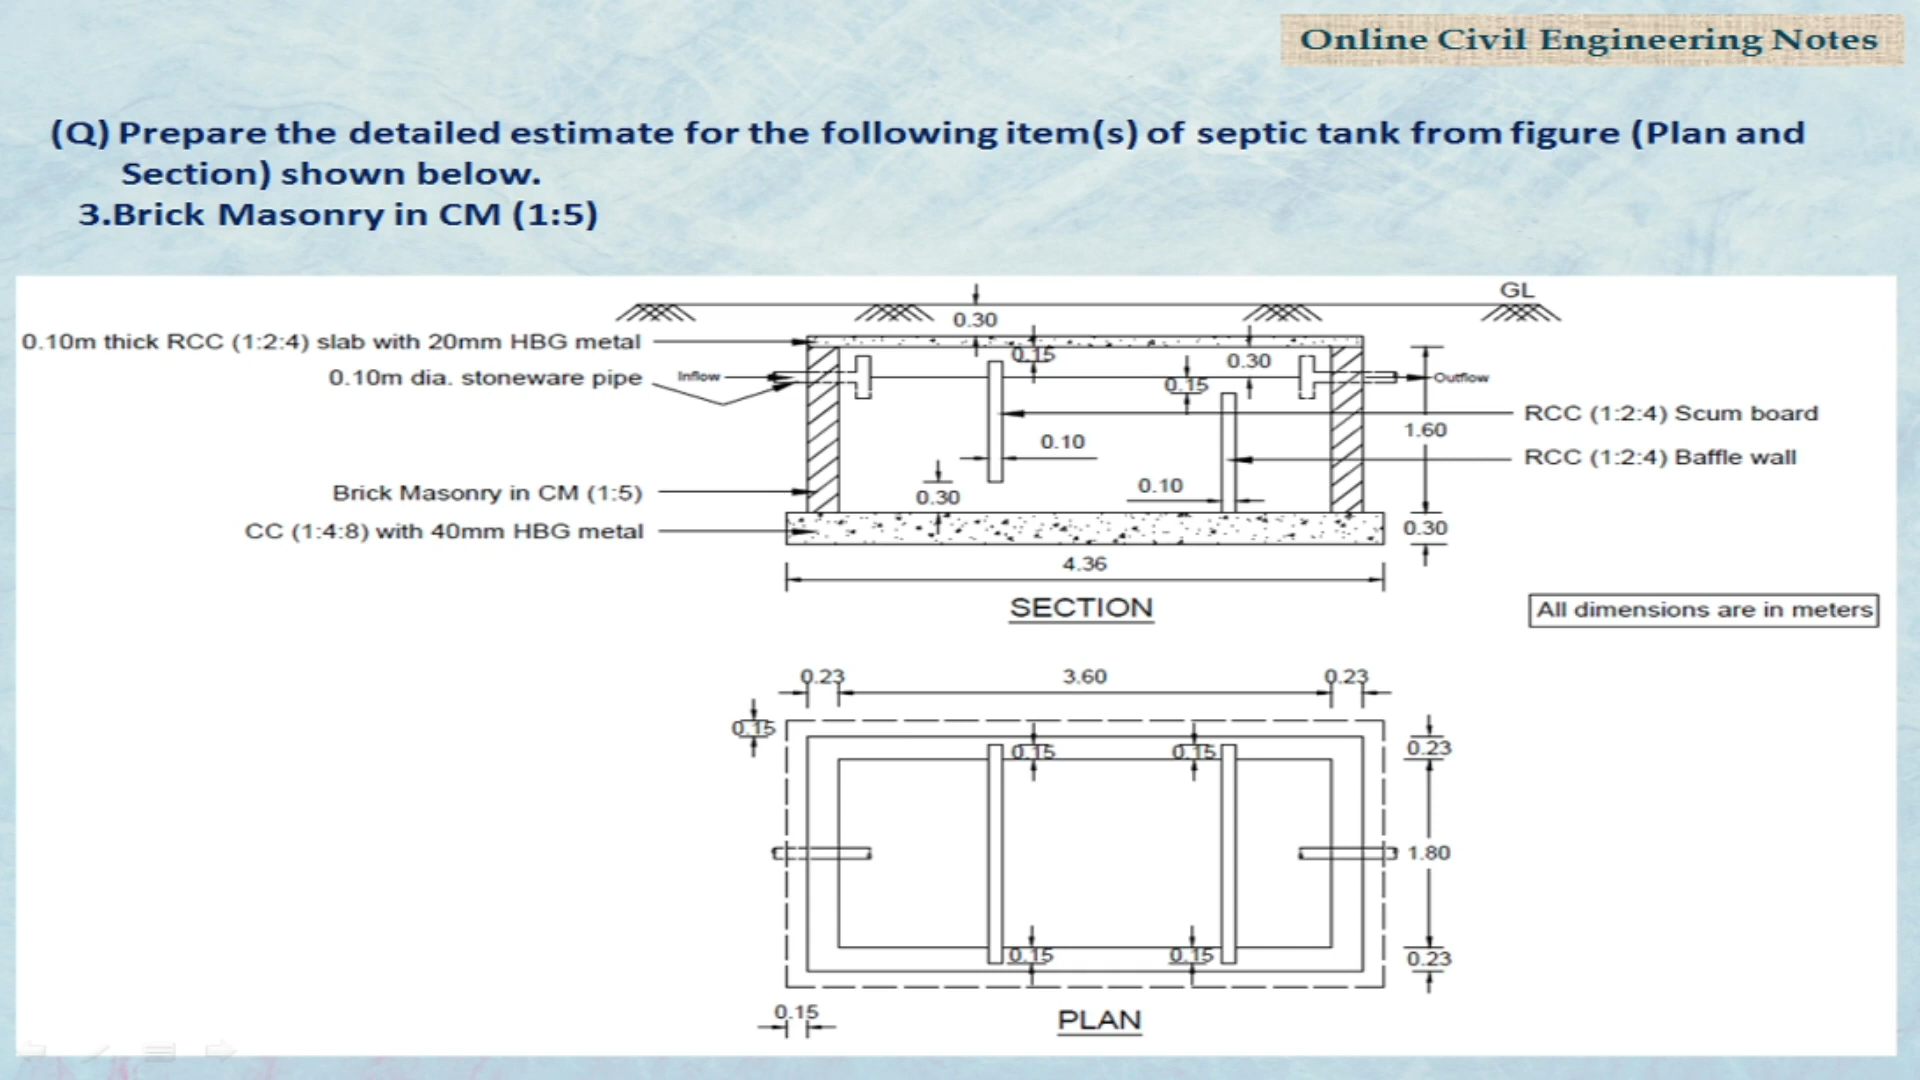 Online Civil Engineering Notes
(Q) Prepare the detailed estimate for the following item(s) of septic tank from figure (Plan and
Section) shown below.
3.Brick Masonry in CM (1:5)
GL
0.30
0.10m thick RCC (1:2:4) slab with 20mm HBG metal
0.15
0.30
0.10m dia. stoneware pipe
Inflow
0.15
Outflow
RCC (1:2:4) Scum board
1.60
0.10
RCC (1:2:4) Baffle wall
0.10
Brick Masonry in CM (1:5)
0.30
CC (1:4:8) with 40mm HBG metal
0.30
4.36
SECTION
All dimensions are in meters
0.23
3.60
0.23
0.15
0.15
0.15
0.23
1.80
0.15
0.15
0.23
0.15
PLAN